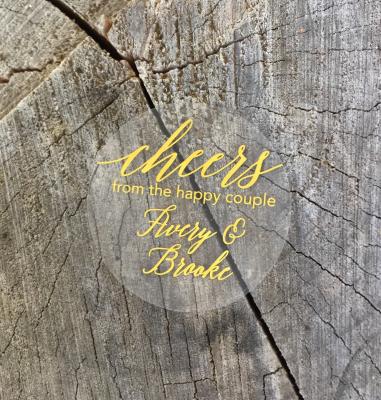 cheers
from the happy couple
Avery &
Brooke